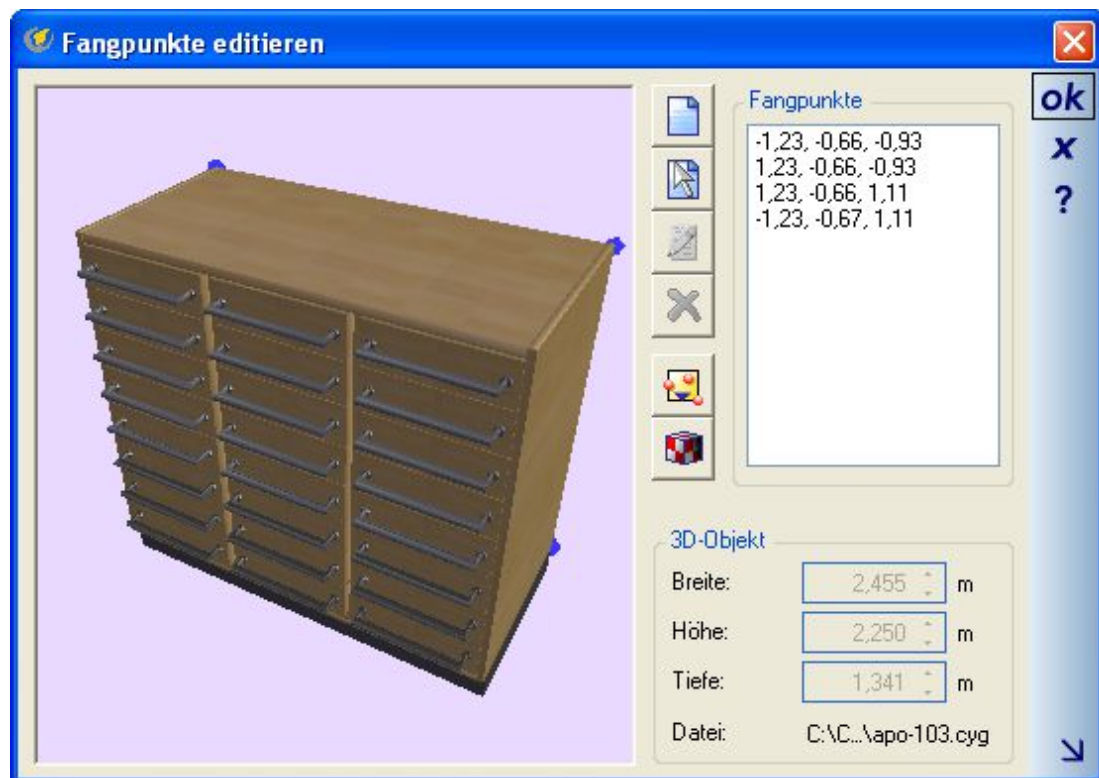 Fangpunkte editieren
ok
x
?
Fangpunkte
-1,23, -0,66, -0,93
1,23, -0,66, -0,93
1,23, -0,66, 1,11
-1,23, -0,67, 1,11
3D-Objekt
Breite: 2,455 m
Höhe: 2,250 m
Tiefe: 1,341 m
Datei: C:\C...\apo-103.cyg